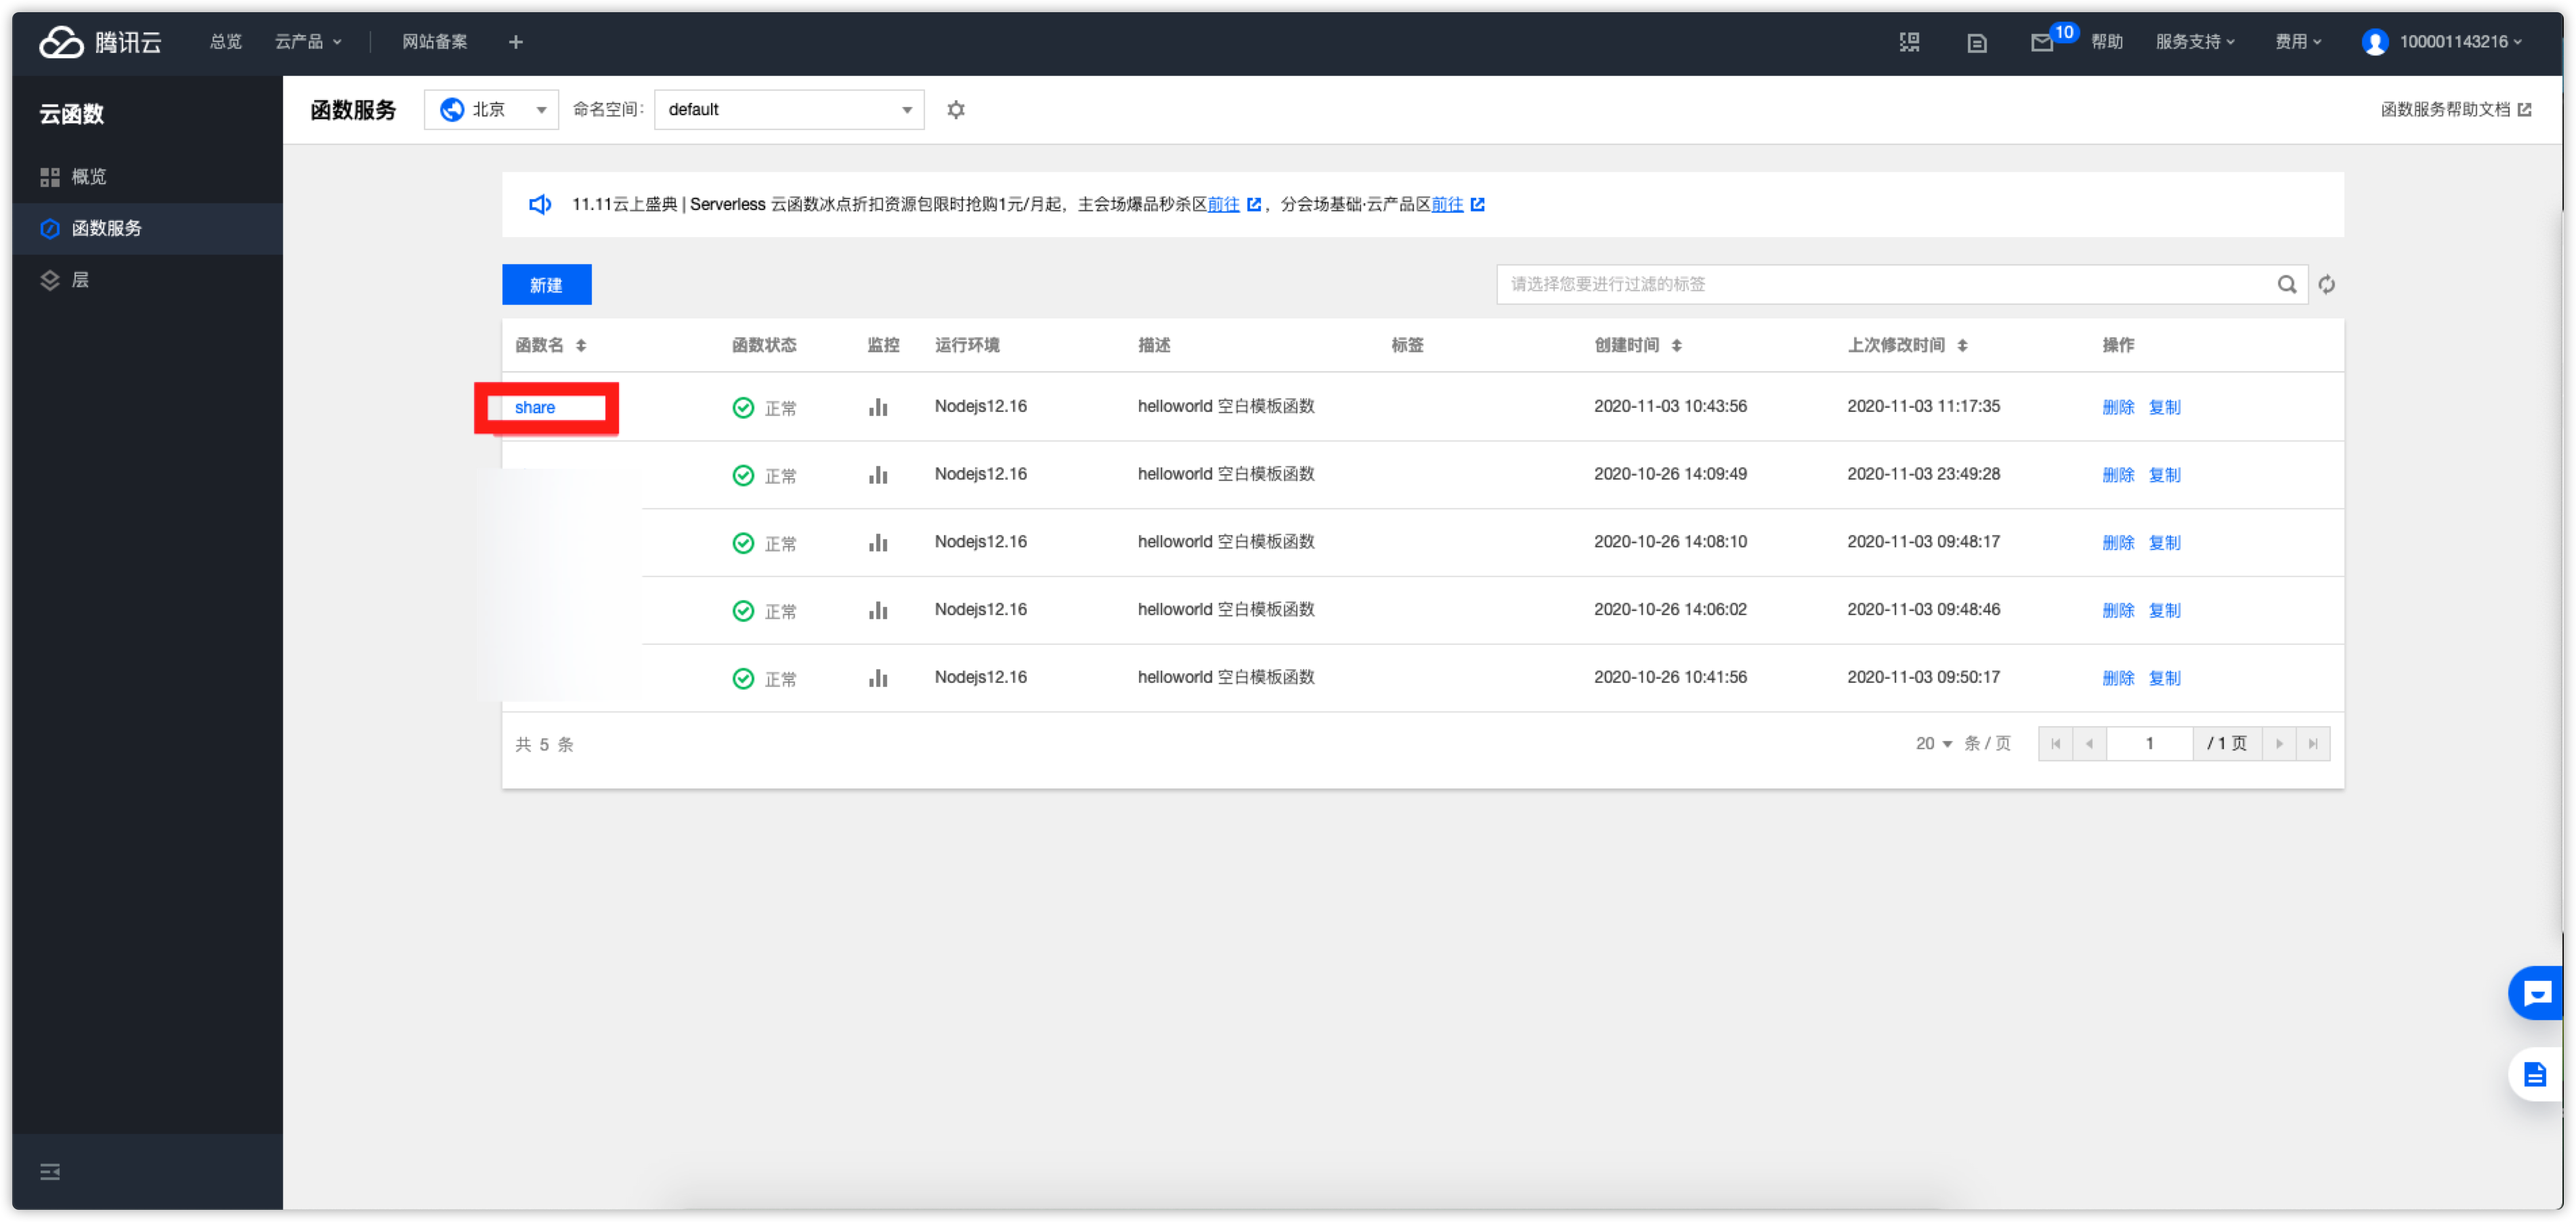 腾讯云 总览 云产品 网站备案 10 帮助 服务支持 费用 100001143216
云函数
概览
函数服务
层
函数服务 北京 命名空间: default 函数服务帮助文档
11.11云上盛典 | Serverless 云函数冰点折扣资源包限时抢购1元/月起，主会场爆品秒杀区前往，分会场基础·云产品区前往
新建 请选择您要进行过滤的标签
函数名 函数状态 监控 运行环境 描述 标签 创建时间 上次修改时间 操作
share 正常 Nodejs12.16 helloworld 空白模板函数 2020-11-03 10:43:56 2020-11-03 11:17:35 删除 复制
正常 Nodejs12.16 helloworld 空白模板函数 2020-10-26 14:09:49 2020-11-03 23:49:28 删除 复制
正常 Nodejs12.16 helloworld 空白模板函数 2020-10-26 14:08:10 2020-11-03 09:48:17 删除 复制
正常 Nodejs12.16 helloworld 空白模板函数 2020-10-26 14:06:02 2020-11-03 09:48:46 删除 复制
正常 Nodejs12.16 helloworld 空白模板函数 2020-10-26 10:41:56 2020-11-03 09:50:17 删除 复制
共 5 条 20 条 / 页 1 / 1 页